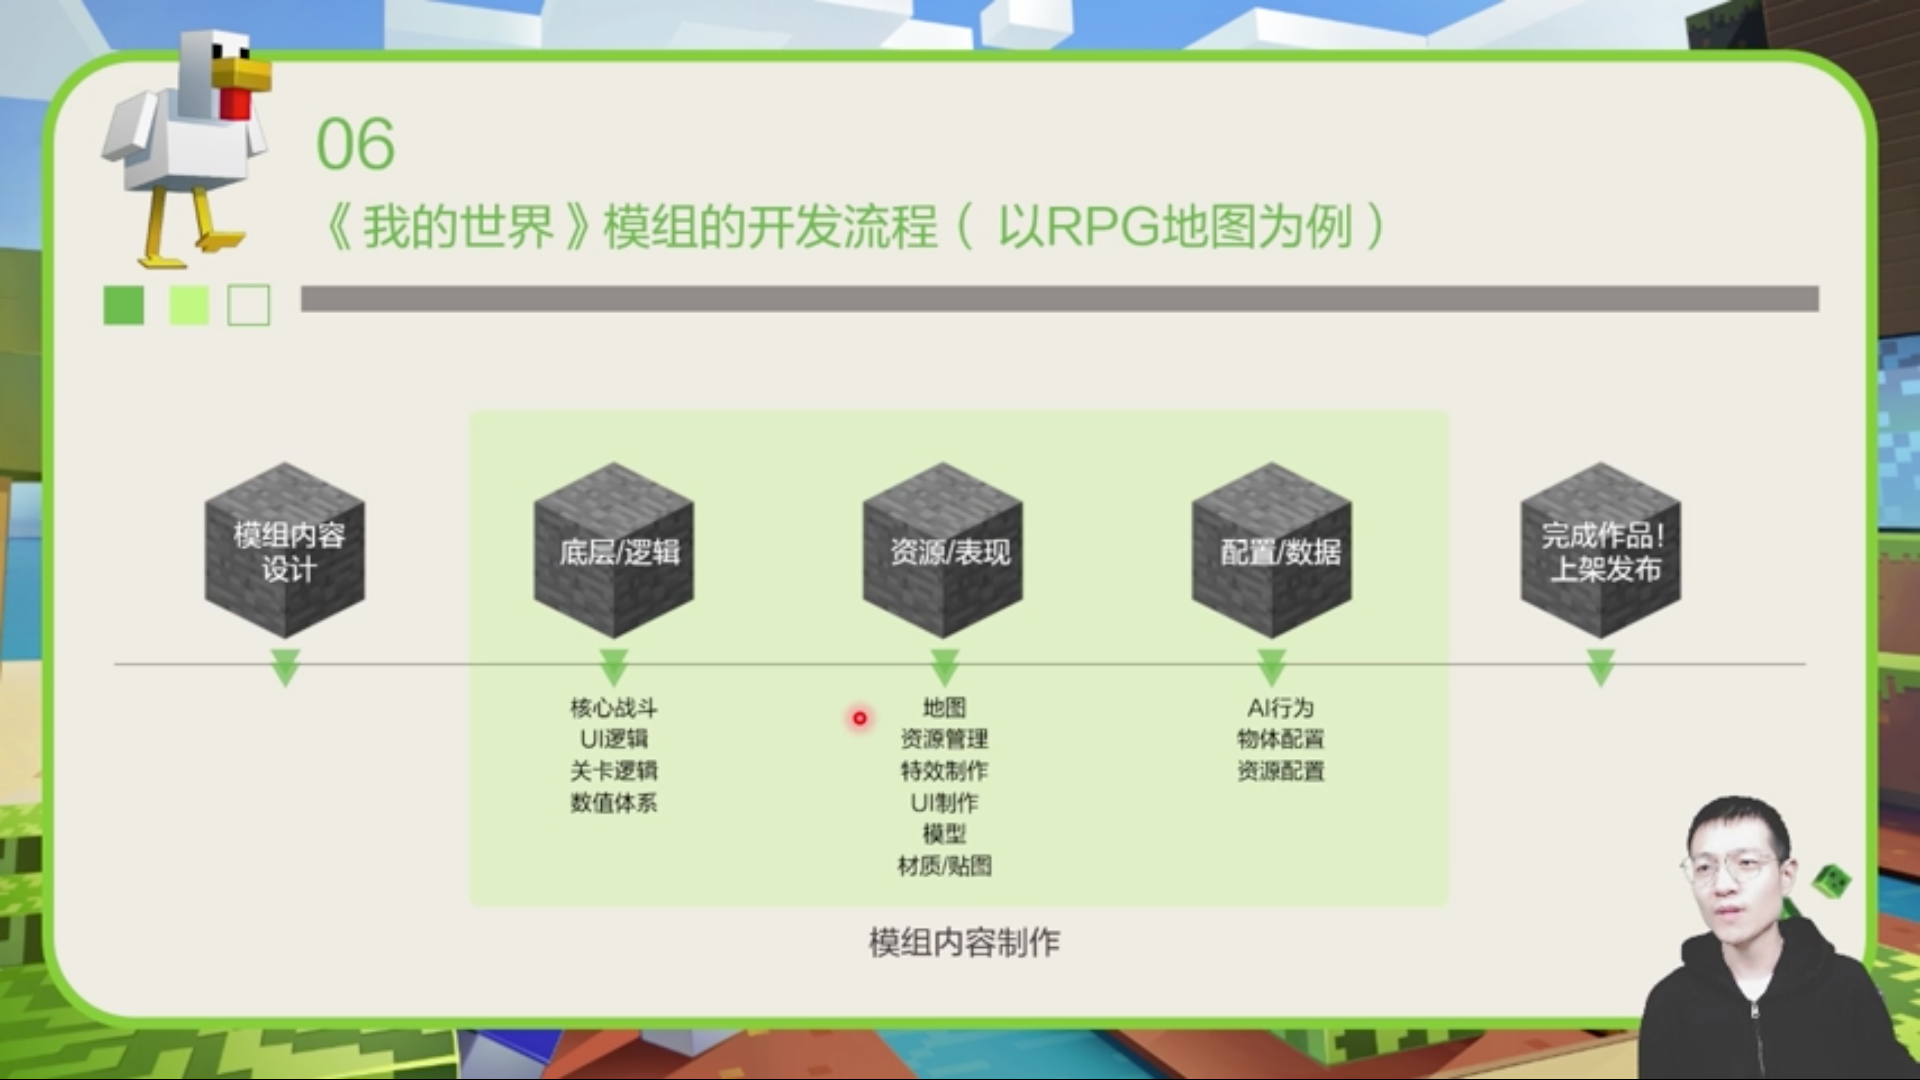 06
《我的世界》模组的开发流程（以RPG地图为例）
模组内容
设计
底层/逻辑
资源/表现
配置/数据
完成作品！
上架发布
核心战斗
UI逻辑
关卡逻辑
数值体系
地图
资源管理
特效制作
UI制作
模型
材质/贴图
AI行为
物体配置
资源配置
模组内容制作